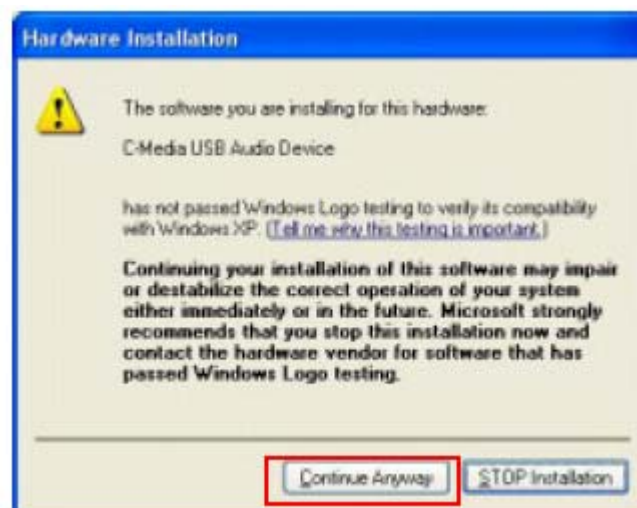 Hardware Installation
The software you are installing for this hardware:
C-Media USB Audio Device
has not passed Windows Logo testing to verify its compatibility
with Windows XP. (Tell me why this testing is important.)
Continuing your installation of this software may impair
or destabilize the correct operation of your system
either immediately or in the future. Microsoft strongly
recommends that you stop this installation now and
contact the hardware vendor for software that has
passed Windows Logo testing.
Continue Anyway STOP Installation